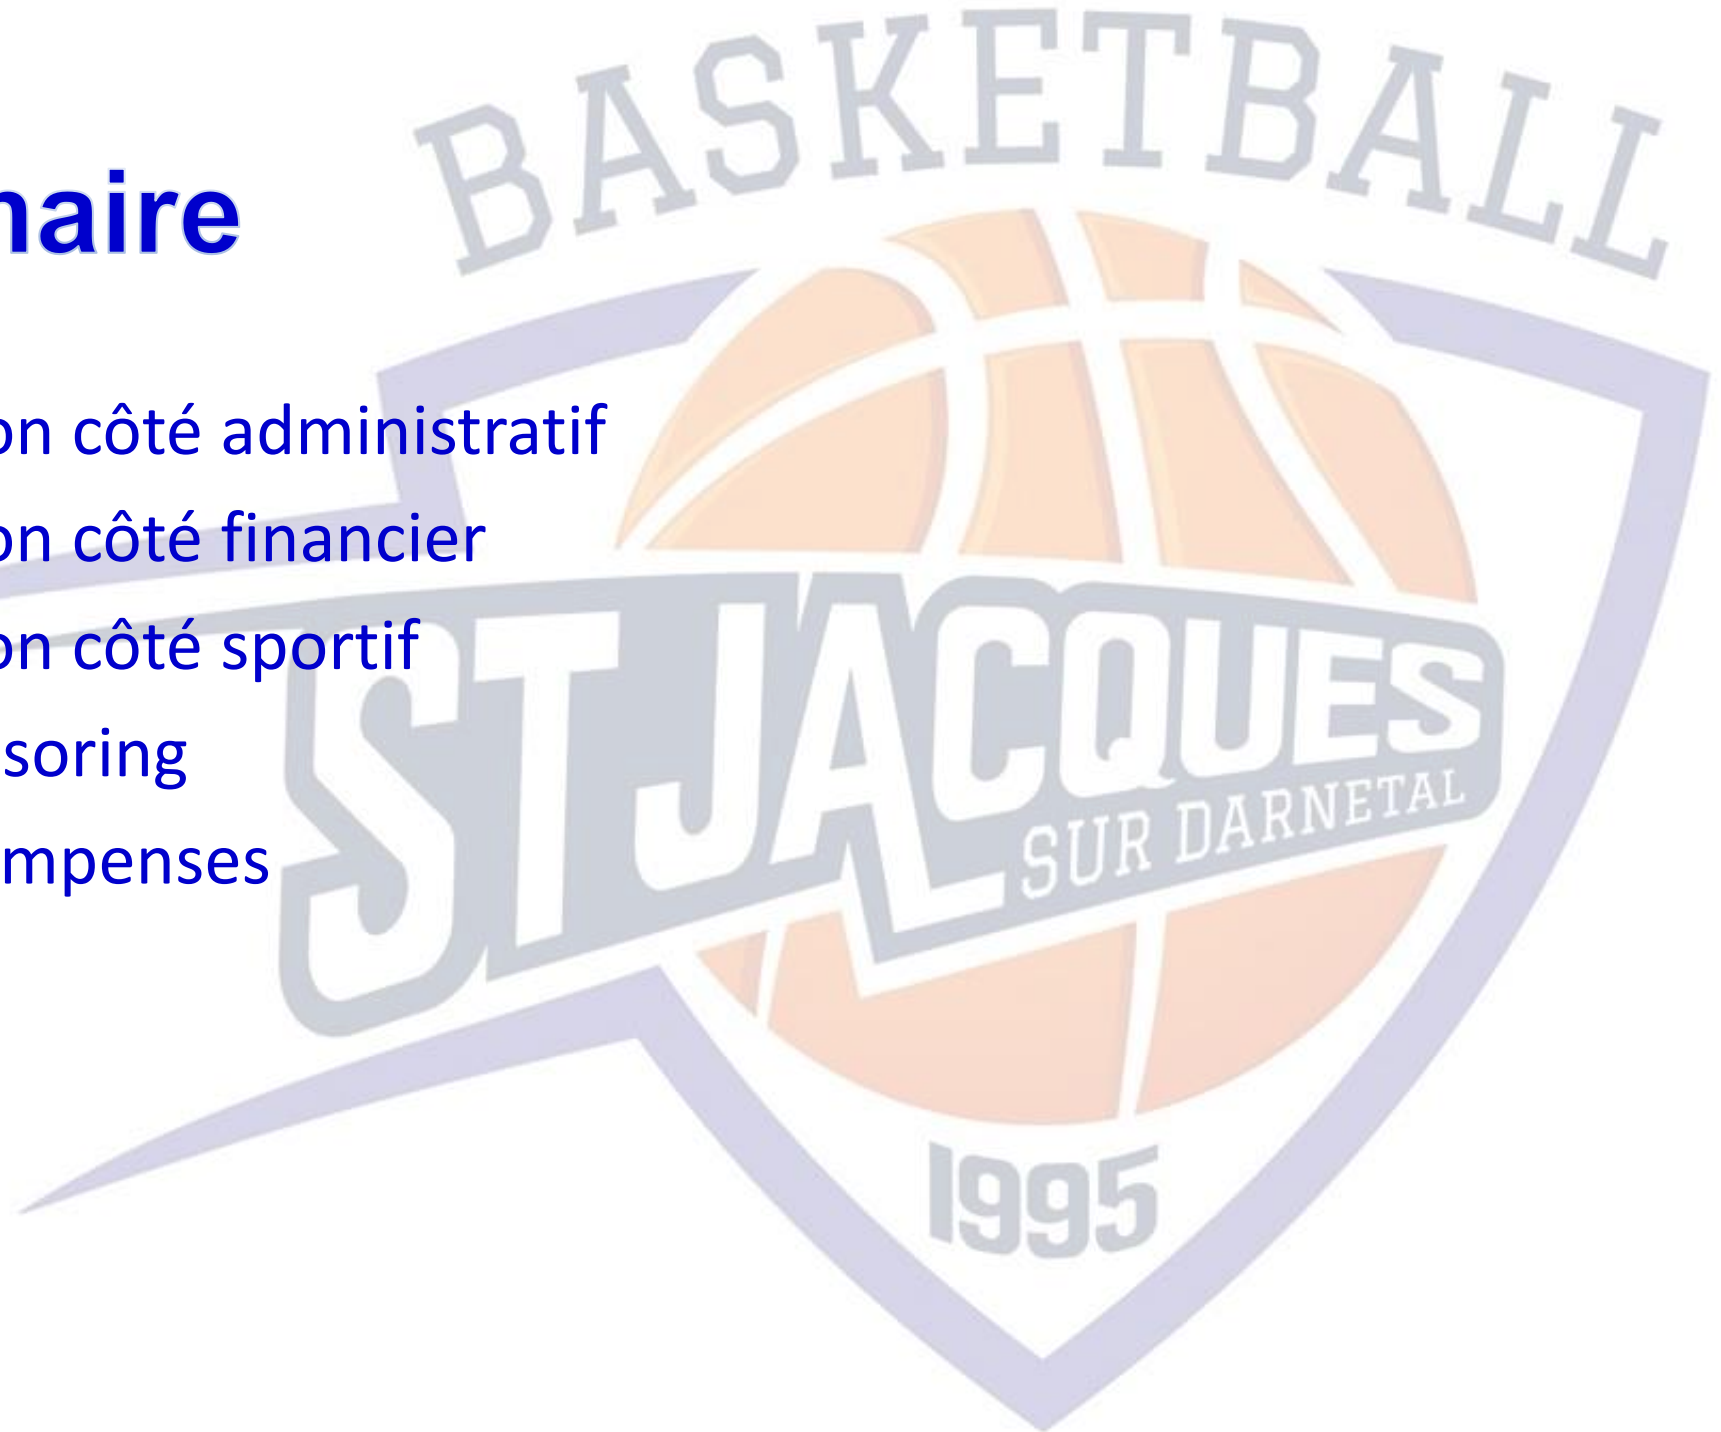 BASKETBALL
naire
on côté administratif
on côté financier
on côté sportif
soring
mpenses
ST JACQUES
SUR DARNETAL
1995